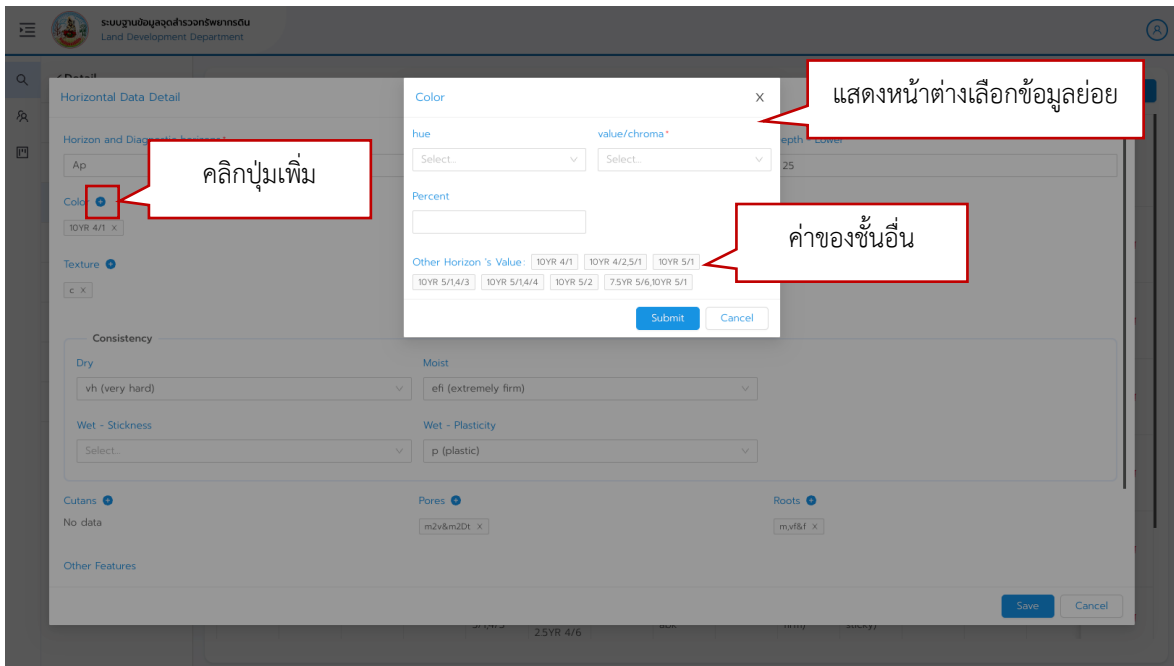 ระบบฐานข้อมูลจุดสำรวจทรัพยากรดิน
Land Development Department
Detail
Horizontal Data Detail
Color X
แสดงหน้าต่างเลือกข้อมูลย่อย
Horizon and Diagnostic horizons*
hue value/chroma*
Depth - Lower
Ap
Select... Select...
25
คลิกปุ่มเพิ่ม
Color
Percent
10YR 4/1 X
ค่าของชั้นอื่น
Texture
Other Horizon 's Value: 10YR 4/1 10YR 4/2,5/1 10YR 5/1
c X
10YR 5/1,4/3 10YR 5/1,4/4 10YR 5/2 7.5YR 5/6,10YR 5/1
Submit Cancel
Consistency
Dry Moist
vh (very hard) efi (extremely firm)
Wet - Stickness Wet - Plasticity
Select... p (plastic)
Cutans Pores Roots
No data m2v&m2Dt X m,vf&f X
Other Features
Save Cancel
2.5YR 4/6